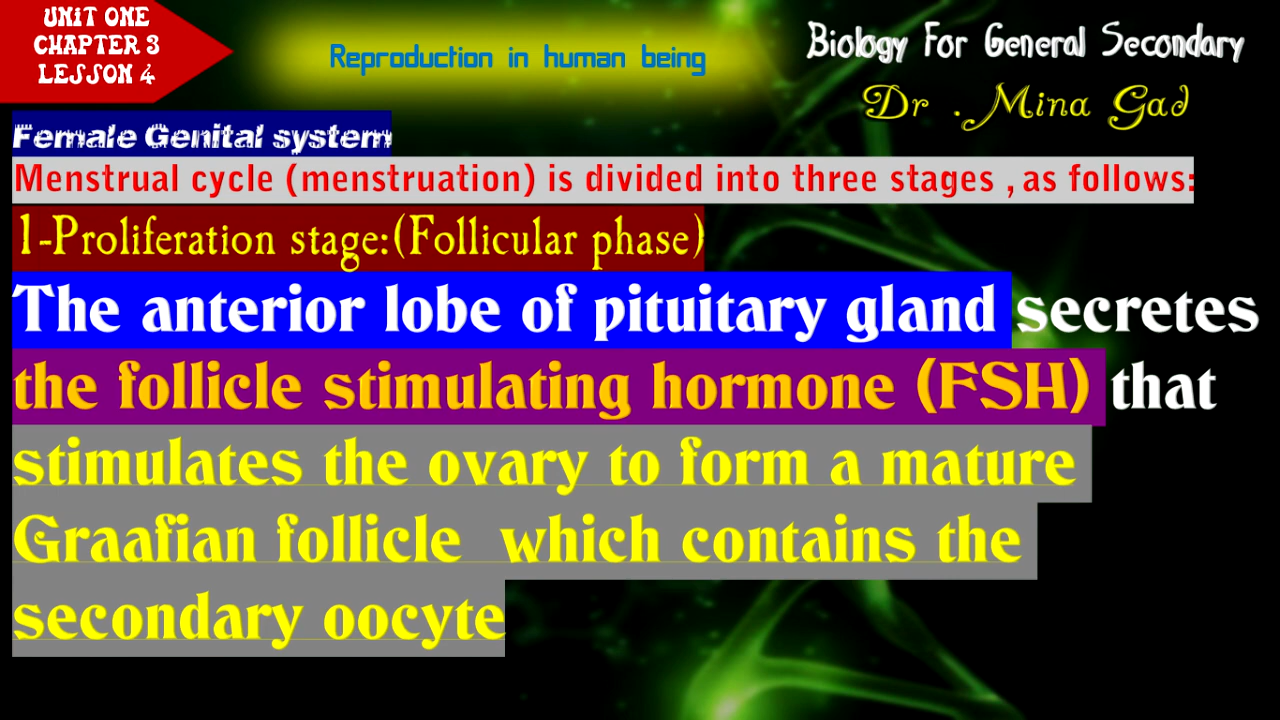 UNIT ONE
CHAPTER 3
LESSON 4
Reproduction in human being
Biology For General Secondary
Dr .Mina Gad
Female Genital system
Menstrual cycle (menstruation) is divided into three stages , as follows:
1-Proliferation stage:(Follicular phase)
The anterior lobe of pituitary gland secretes
the follicle stimulating hormone (FSH) that
stimulates the ovary to form a mature
Graafian follicle which contains the
secondary oocyte